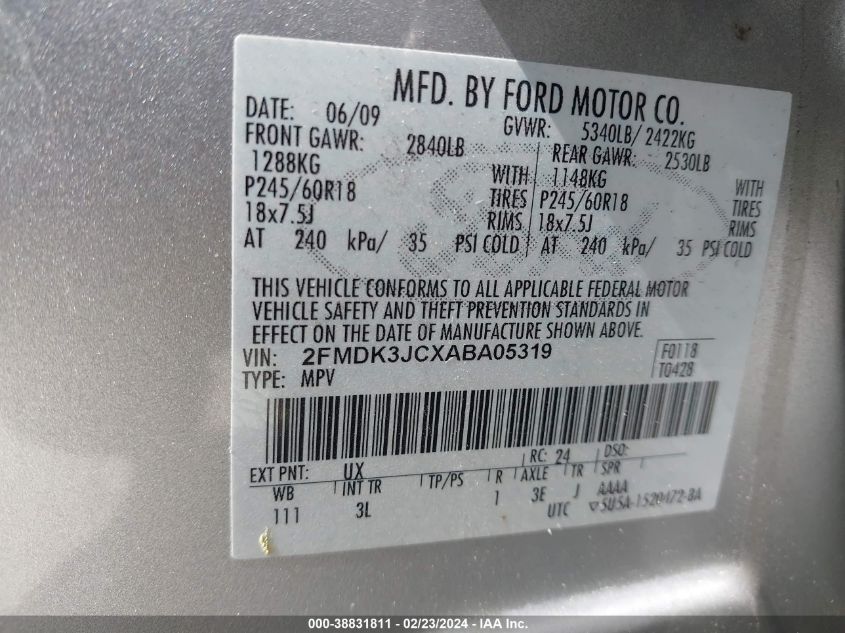 MFD. BY FORD MOTOR CO.
DATE: 06/09 GVWR: 5340LB/ 2422KG
FRONT GAWR: 2840LB REAR GAWR: 2530LB
1288KG WITH 1148KG WITH
P245/60R18 TIRES P245/60R18 TIRES
18x7.5J RIMS 18x7.5J RIMS
AT 240 kPa/ 35 PSI COLD AT 240 kPa/ 35 PSI COLD
THIS VEHICLE CONFORMS TO ALL APPLICABLE FEDERAL MOTOR
VEHICLE SAFETY AND THEFT PREVENTION STANDARDS IN
EFFECT ON THE DATE OF MANUFACTURE SHOWN ABOVE.
VIN: 2FMDK3JCXABA05319 F0118
TYPE: MPV T0428
EXT PNT: UX RC: 24 DSO:
WB INT TR TP/PS R AXLE TR SPR
111 3L 1 3E J AAAA
UTC ▽5U5A-1520472-BA
000-38831811 - 02/23/2024 - IAA Inc.